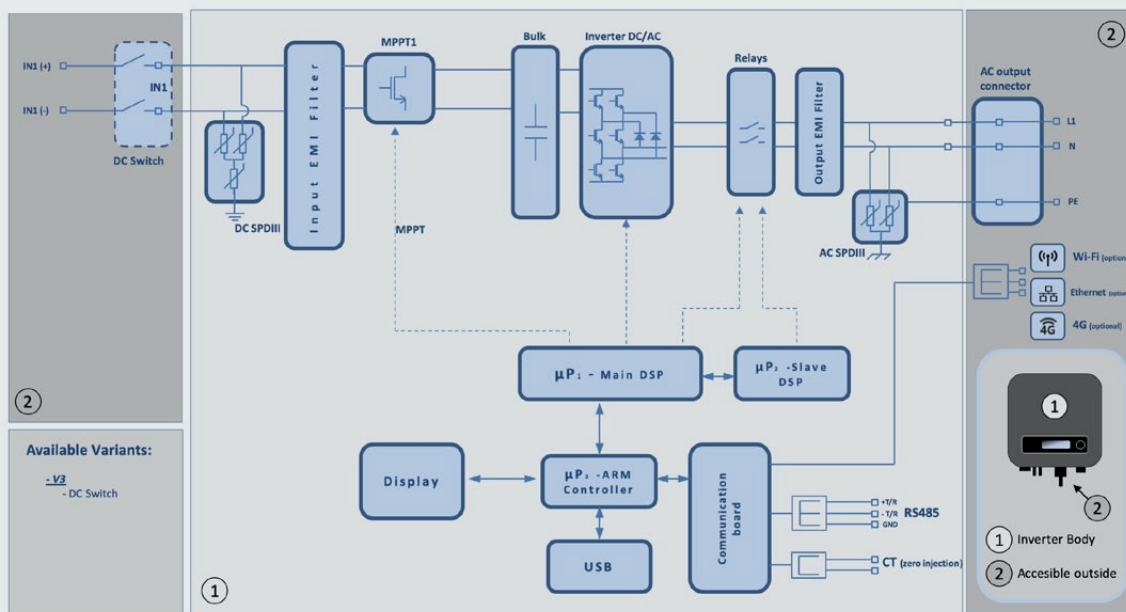 2
IN1 (+)
IN1 (-)
IN1
DC Switch
DC SPDIII
Input EMI Filter
MPPT1
MPPT
Bulk
Inverter DC/AC
Relays
Output EMI Filter
AC SPDIII
2
AC output
connector
L1
N
PE
Wi-Fi (option
Ethernet (option
4G
4G (optional)
µP₁ - Main DSP
µP₂ -Slave
DSP
Display
µP₃ -ARM
Controller
USB
Communication
board
+T/R
- T/R
GND
RS485
CT (zero injection)
1
Available Variants:
- V3
- DC Switch
1
2
1 Inverter Body
2 Accesible outside